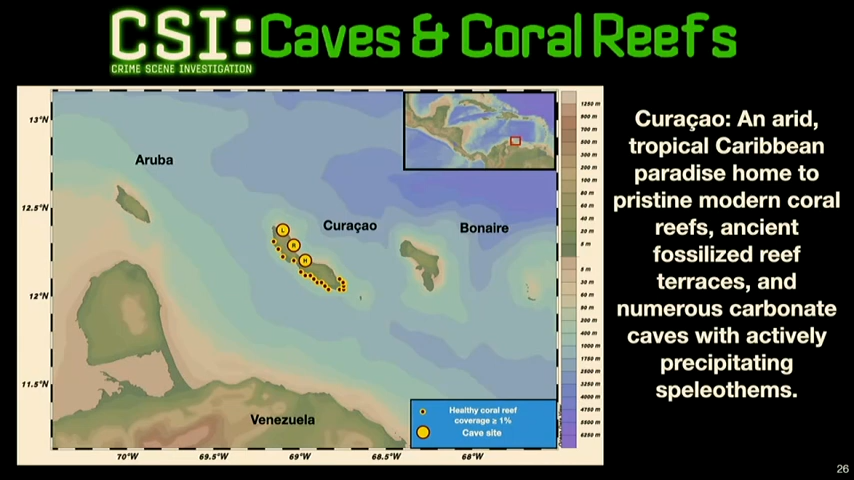 CSI: Caves & Coral Reefs
CRIME SCENE INVESTIGATION
13°N
12.5°N
12°N
11.5°N
70°W
69.5°W
69°W
68.5°W
68°W
Aruba
Curaçao
Bonaire
Venezuela
L
R
H
Healthy coral reef
coverage ≥ 1%
Cave site
Curaçao: An arid,
tropical Caribbean
paradise home to
pristine modern coral
reefs, ancient
fossilized reef
terraces, and
numerous carbonate
caves with actively
precipitating
speleothems.
26